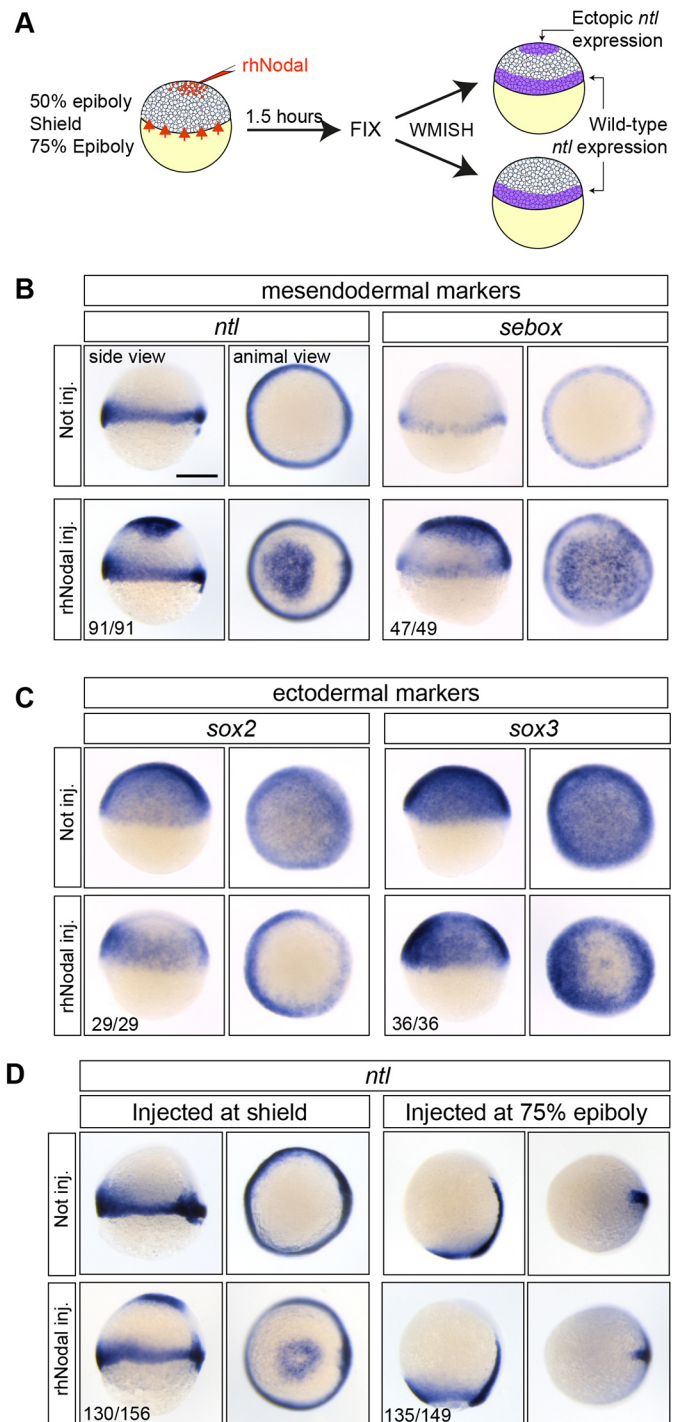 A
Ectopic ntl
expression
rhNodal
50% epiboly
Shield
75% Epiboly
1.5 hours
FIX
WMISH
Wild-type
ntl expression
B
mesendodermal markers
ntl
sebox
Not inj.
side view
animal view
rhNodal inj.
91/91
47/49
C
ectodermal markers
sox2
sox3
Not inj.
rhNodal inj.
29/29
36/36
D
ntl
Injected at shield
Injected at 75% epiboly
Not inj.
rhNodal inj.
130/156
135/149